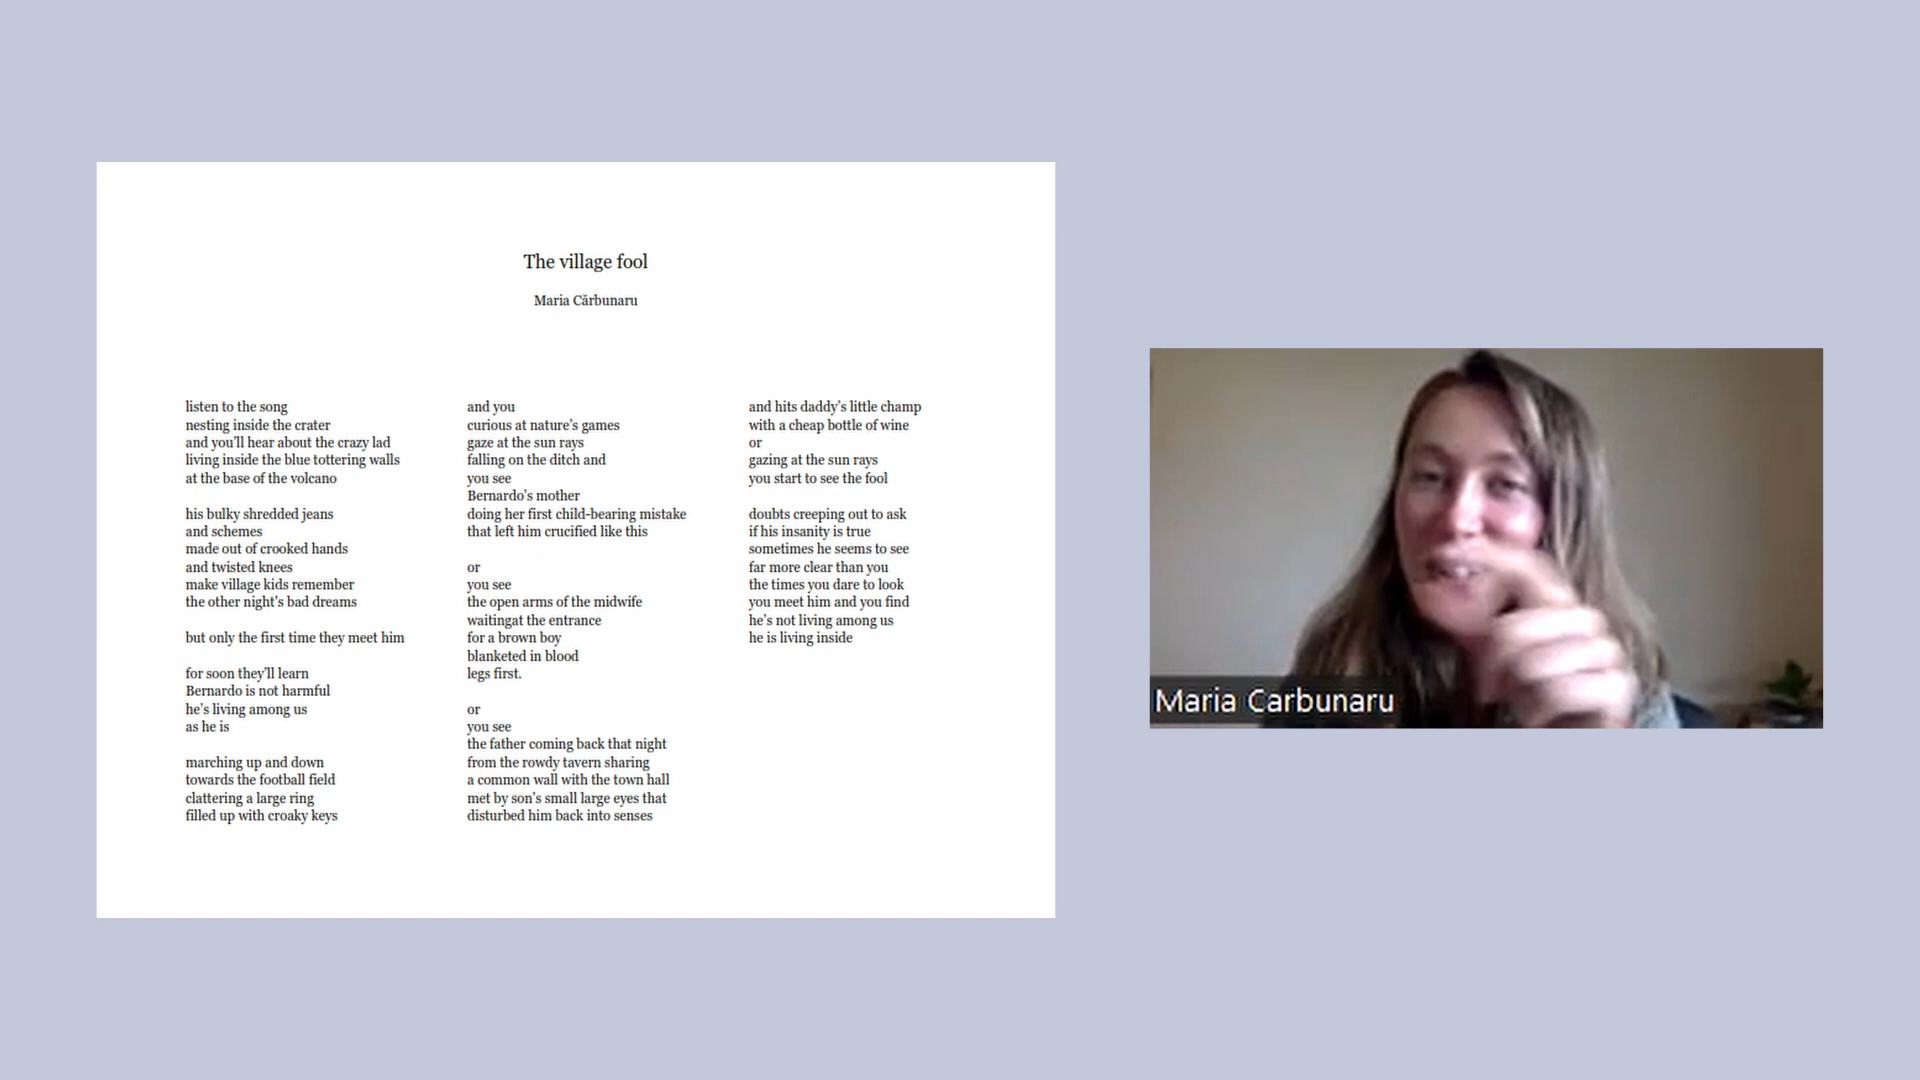 The village fool
Maria Cărbunaru
listen to the song
nesting inside the crater
and you'll hear about the crazy lad
living inside the blue tottering walls
at the base of the volcano
his bulky shredded jeans
and schemes
made out of crooked hands
and twisted knees
make village kids remember
the other night's bad dreams
but only the first time they meet him
for soon they'll learn
Bernardo is not harmful
he's living among us
as he is
marching up and down
towards the football field
clattering a large ring
filled up with croaky keys
and you
curious at nature's games
gaze at the sun rays
falling on the ditch and
you see
Bernardo's mother
doing her first child-bearing mistake
that left him crucified like this
or
you see
the open arms of the midwife
waitingat the entrance
for a brown boy
blanketed in blood
legs first.
or
you see
the father coming back that night
from the rowdy tavern sharing
a common wall with the town hall
met by son's small large eyes that
disturbed him back into senses
and hits daddy's little champ
with a cheap bottle of wine
or
gazing at the sun rays
you start to see the fool
doubts creeping out to ask
if his insanity is true
sometimes he seems to see
far more clear than you
the times you dare to look
you meet him and you find
he's not living among us
he is living inside
Maria Carbunaru